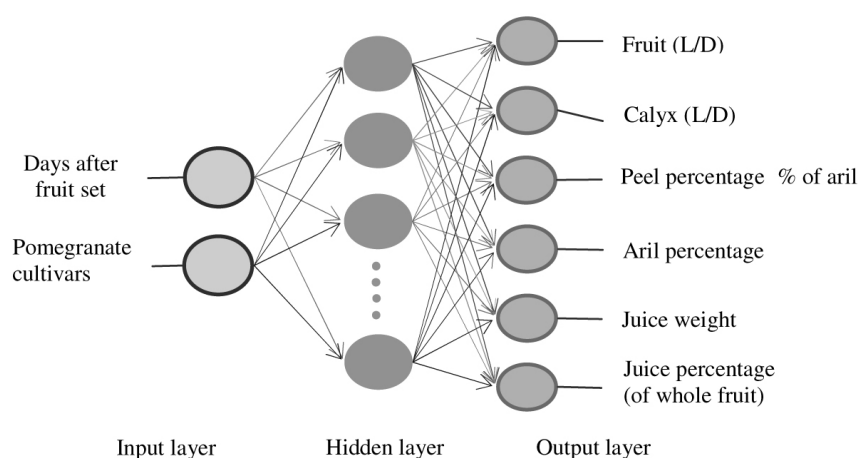 Days after
fruit set
Pomegranate
cultivars
Fruit (L/D)
Calyx (L/D)
Peel percentage % of aril
Aril percentage
Juice weight
Juice percentage
(of whole fruit)
Input layer
Hidden layer
Output layer